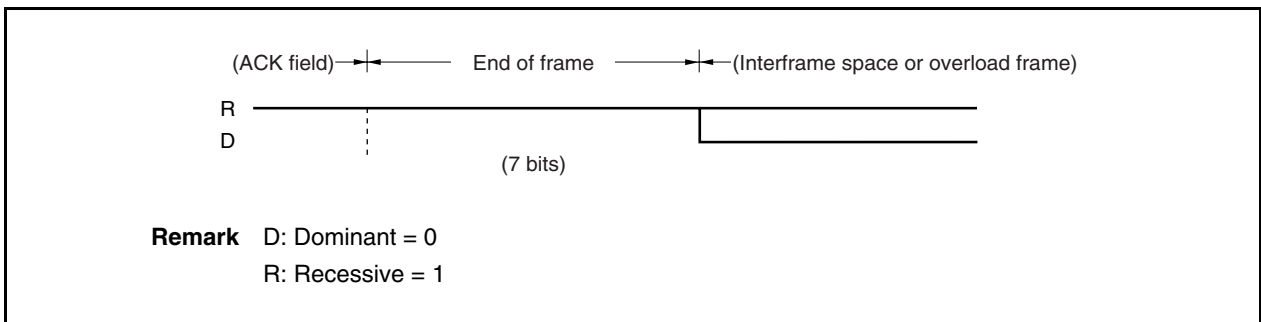 (ACK field) End of frame (Interframe space or overload frame)
R
D
(7 bits)
Remark D: Dominant = 0
R: Recessive = 1